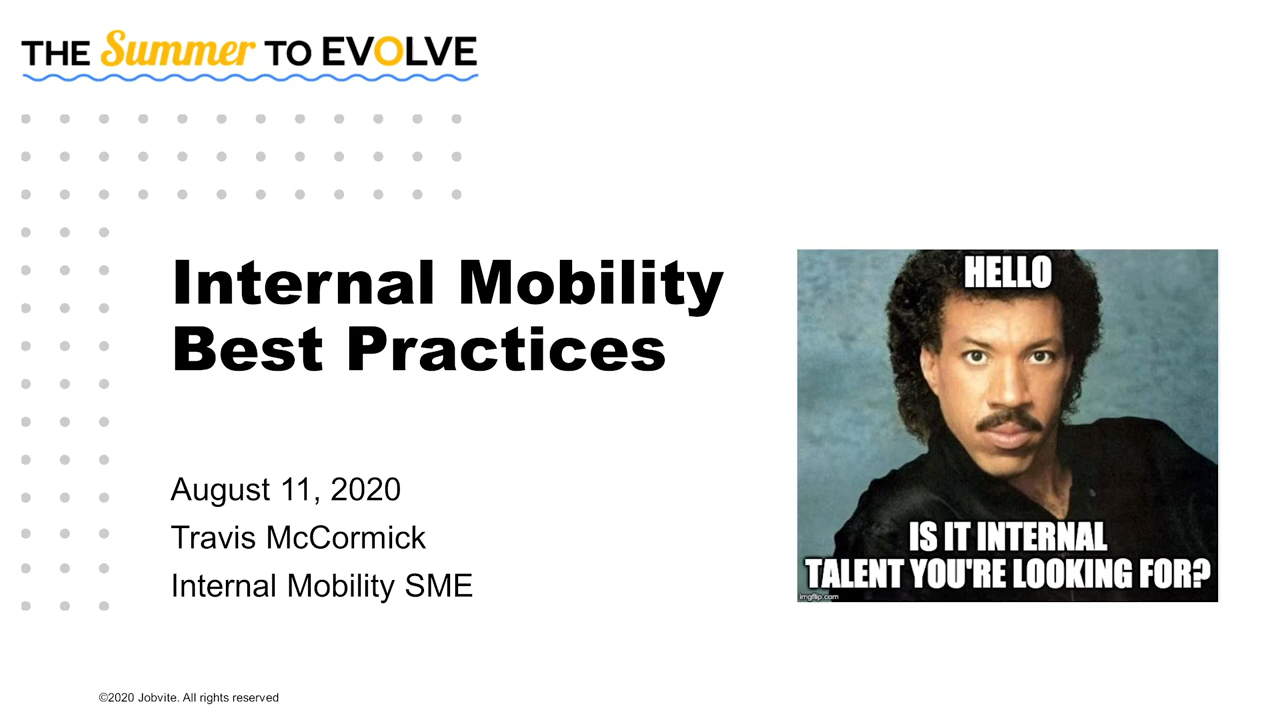 THE Summer TO EVOLVE
Internal Mobility
Best Practices
August 11, 2020
Travis McCormick
Internal Mobility SME
HELLO
IS IT INTERNAL
TALENT YOU'RE LOOKING FOR?
imgflip.com
©2020 Jobvite. All rights reserved